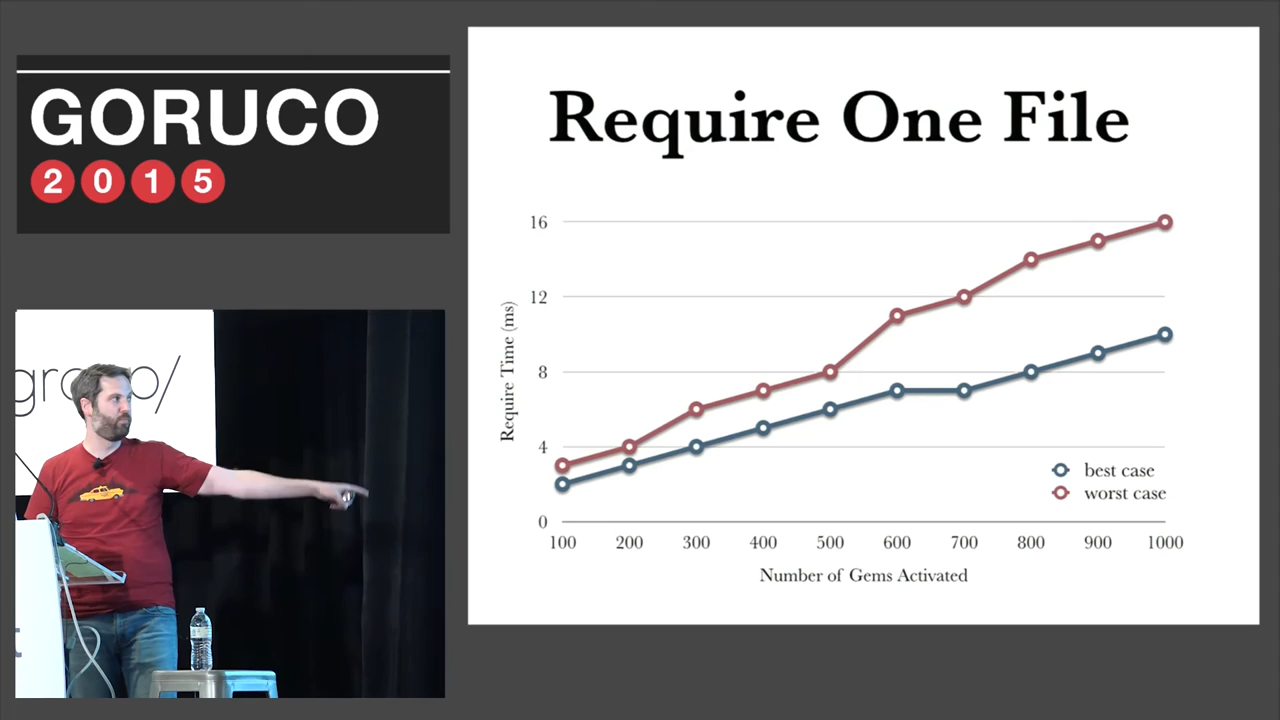 GORUCO
2015
group/
t
Require One File
Require Time (ms)
16
12
8
4
0
100 200 300 400 500 600 700 800 900 1000
Number of Gems Activated
best case
worst case